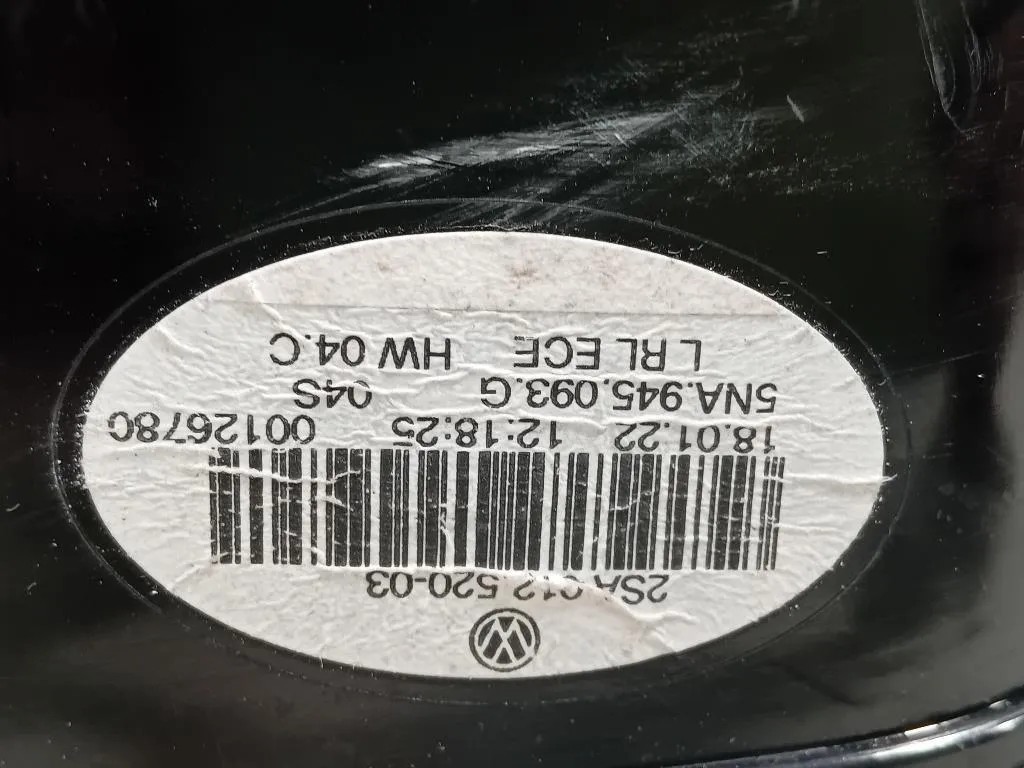 2SA 012 520-03
18.01.22 12:18:25 00126780
5NA.945.093.G 04S
L RL ECE HW 04.C